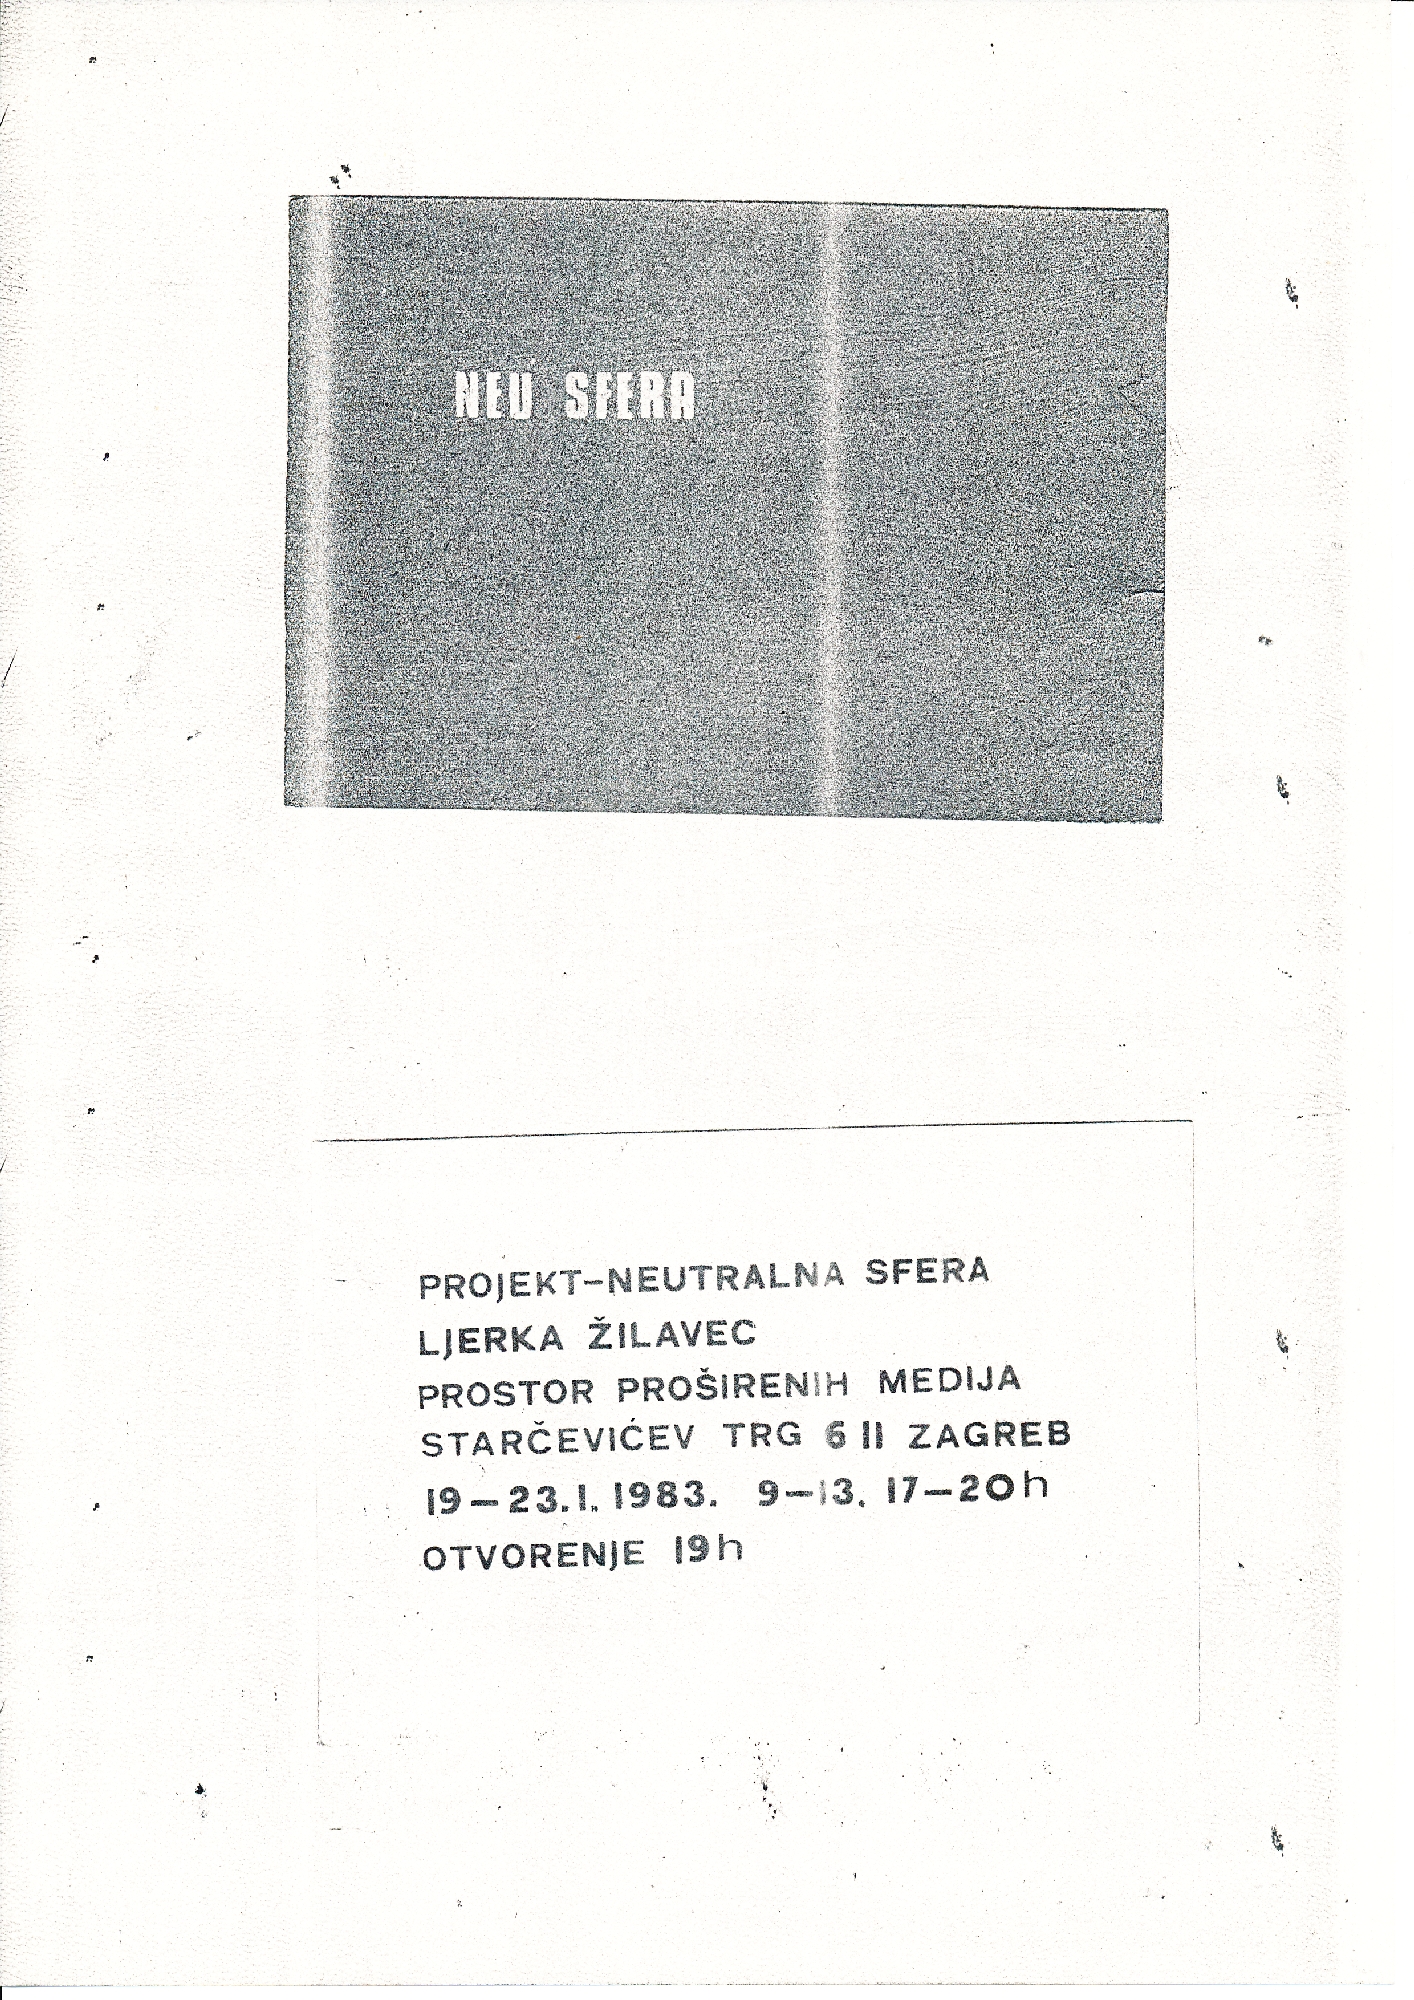 NEU SFERA
PROJEKT-NEUTRALNA SFERA
LJERKA ŽILAVEC
PROSTOR PROŠIRENIH MEDIJA
STARČEVIĆEV TRG 6 II ZAGREB
19-23.1. 1983. 9-13. 17-20h
OTVORENJE 19h